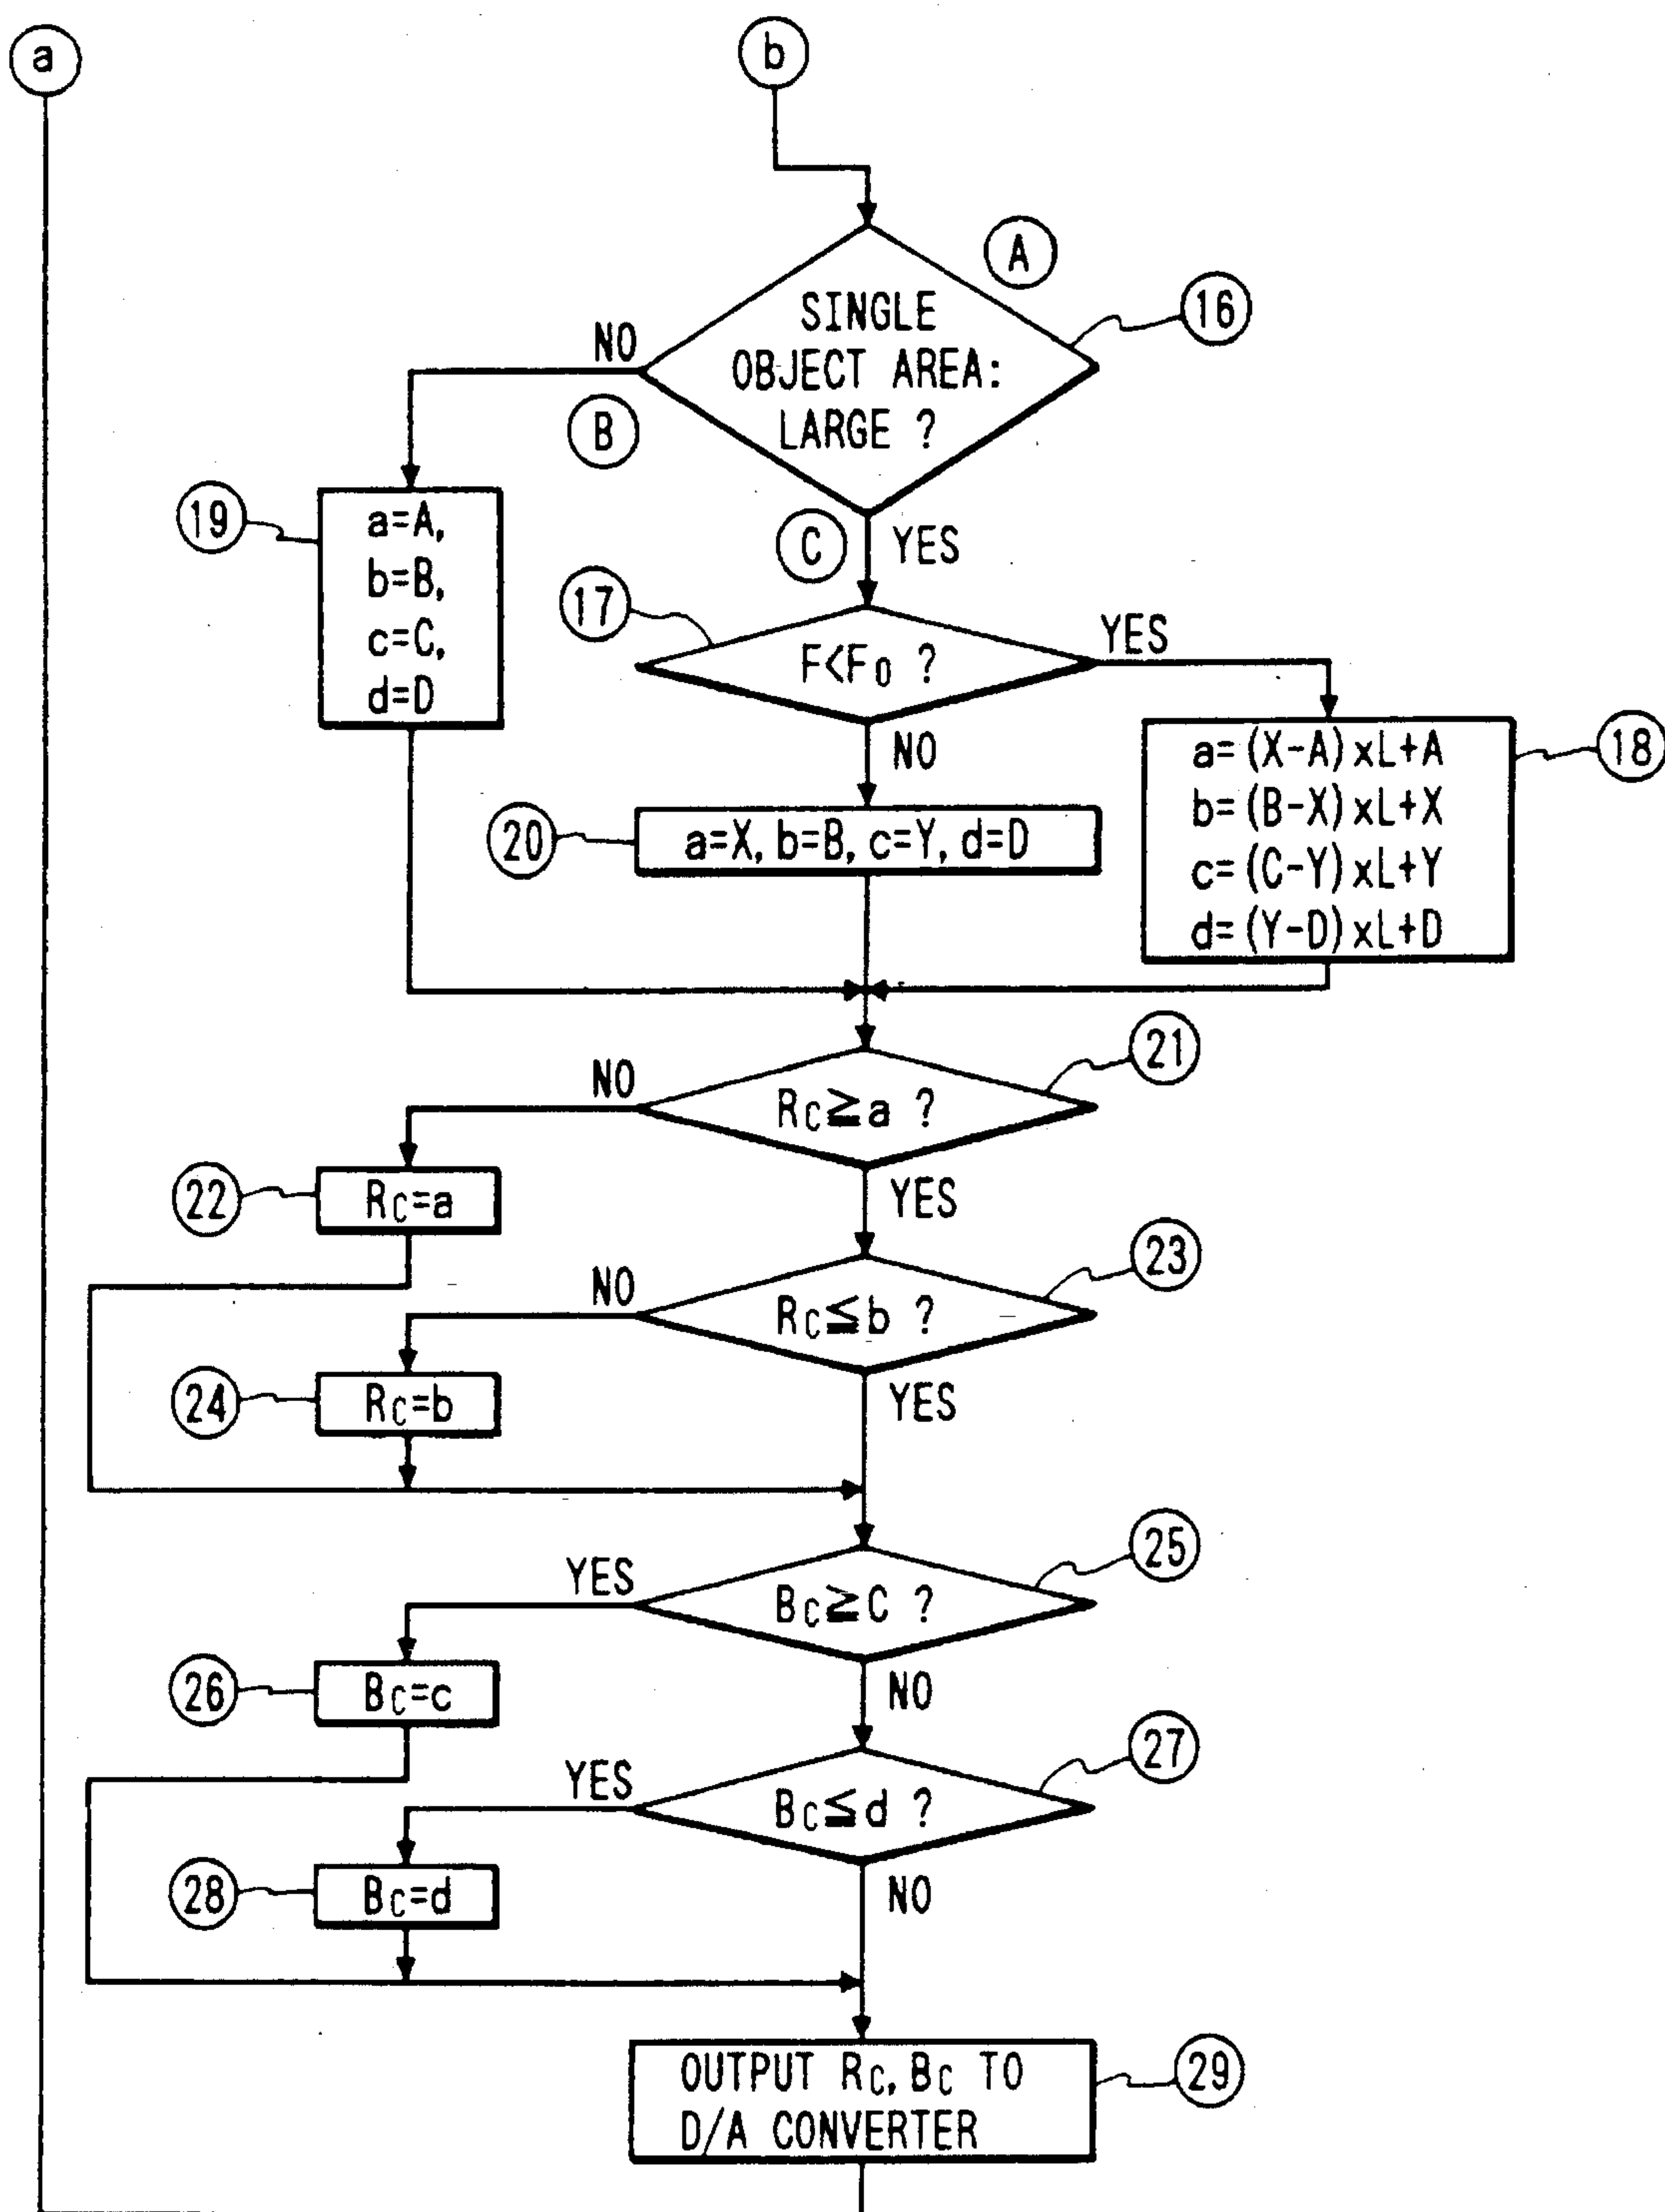 a
b
A
SINGLE
OBJECT AREA:
LARGE ?
16
NO
B
19
a=A,
b=B,
c=C,
d=D
C
YES
17
F<F0 ?
YES
NO
18
a=(X-A)xL+A
b=(B-X)xL+X
c=(C-Y)xL+Y
d=(Y-D)xL+D
20
a=X, b=B, c=Y, d=D
21
NO
RC≧a ?
22
RC=a
YES
23
NO
RC≦b ?
24
RC=b
YES
25
YES
BC≧C ?
26
BC=c
NO
27
YES
BC≦d ?
28
BC=d
NO
OUTPUT RC, BC TO
D/A CONVERTER
29